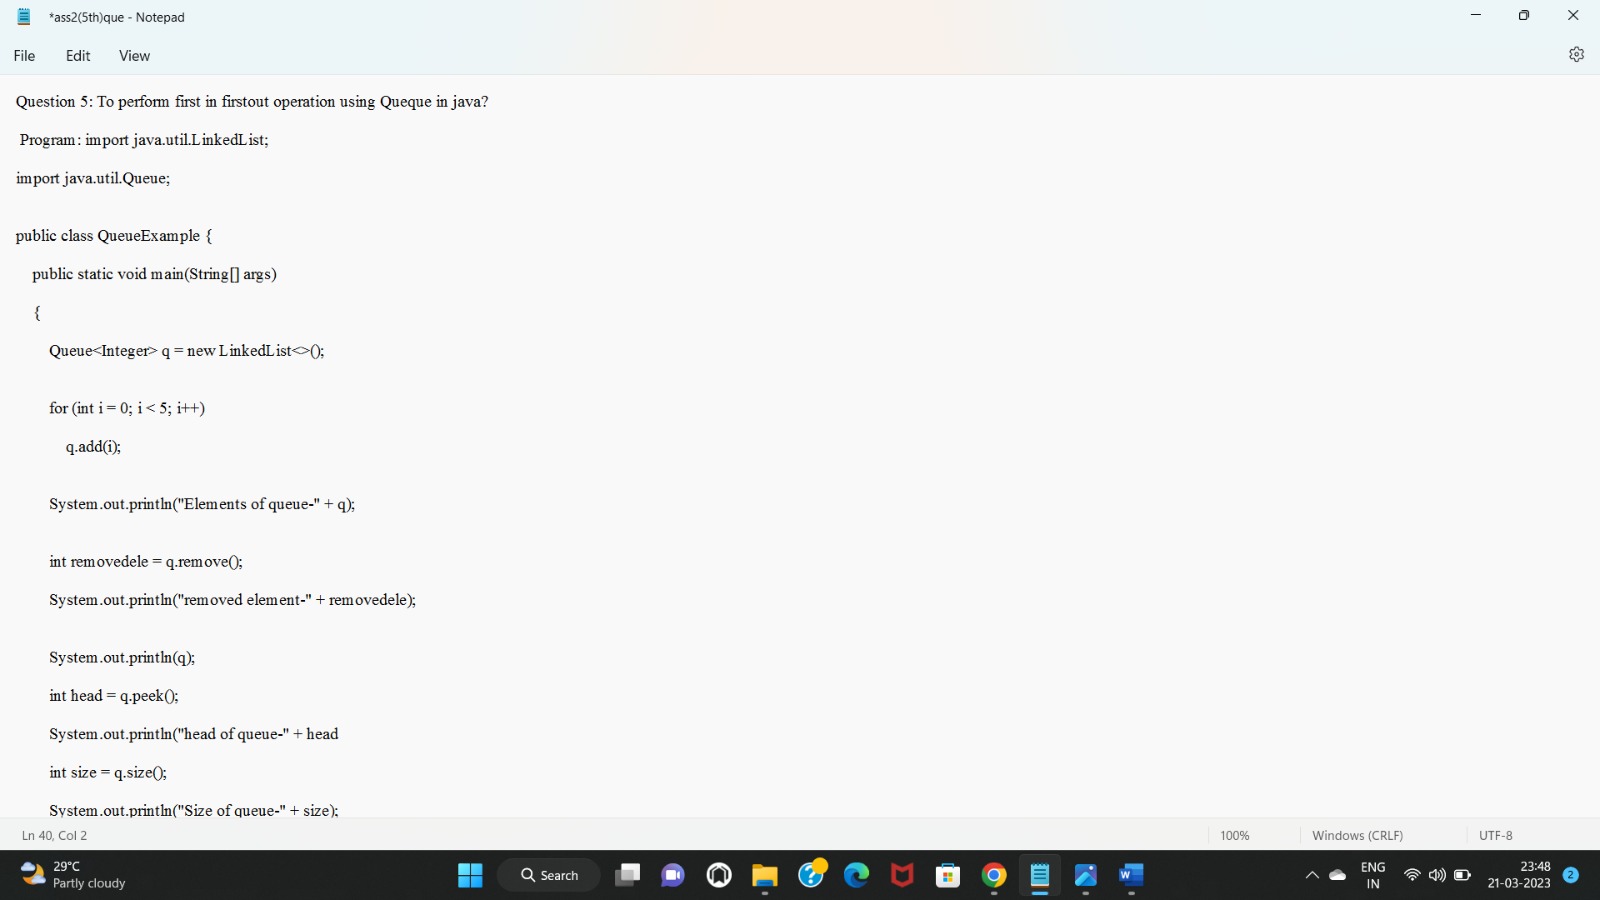 *ass2(5th)que - Notepad
File Edit View
Question 5: To perform first in firstout operation using Queque in java?
Program: import java.util.LinkedList;
import java.util.Queue;
public class QueueExample {
public static void main(String[] args)
{
Queue<Integer> q = new LinkedList<>();
for (int i = 0; i < 5; i++)
q.add(i);
System.out.println("Elements of queue-" + q);
int removedele = q.remove();
System.out.println("removed element-" + removedele);
System.out.println(q);
int head = q.peek();
System.out.println("head of queue-" + head
int size = q.size();
System.out.println("Size of queue-" + size);
Ln 40, Col 2 100% Windows (CRLF) UTF-8
29°C
Partly cloudy
Search
W
ENG
IN
23:48
21-03-2023
2